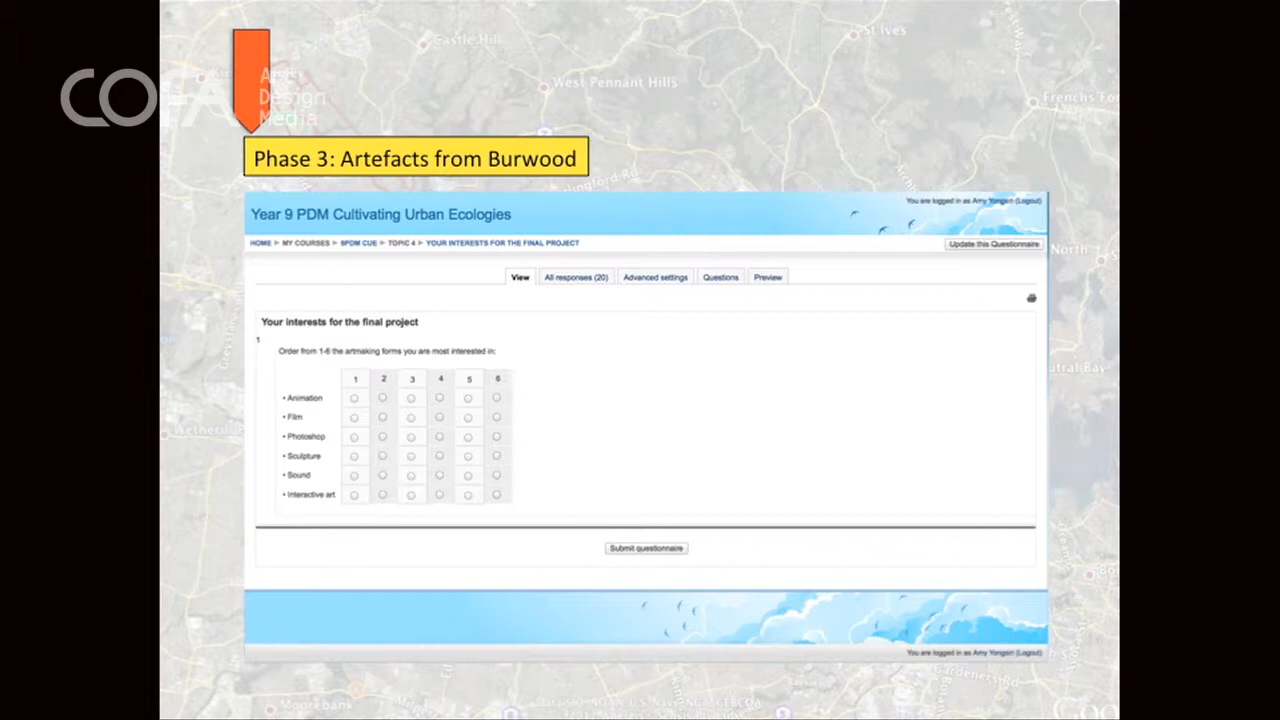 Castle Hill
St Ives
COFA
Art
Design
Media
West Pennant Hills
Phase 3: Artefacts from Burwood
You are logged in as Amy Yongsiri (Logout)
Year 9 PDM Cultivating Urban Ecologies
HOME ► MY COURSES ► 9PDM CUE ► TOPIC 4 ► YOUR INTERESTS FOR THE FINAL PROJECT
Update this Questionnaire
North
View
All responses (20)
Advanced settings
Questions
Preview
Your interests for the final project
1
Order from 1-6 the artmaking forms you are most interested in:
1 2 3 4 5 6
• Animation
• Film
• Photoshop
• Sculpture
• Sound
• Interactive art
Submit questionnaire
You are logged in as Amy Yongsiri (Logout)
Moorebank